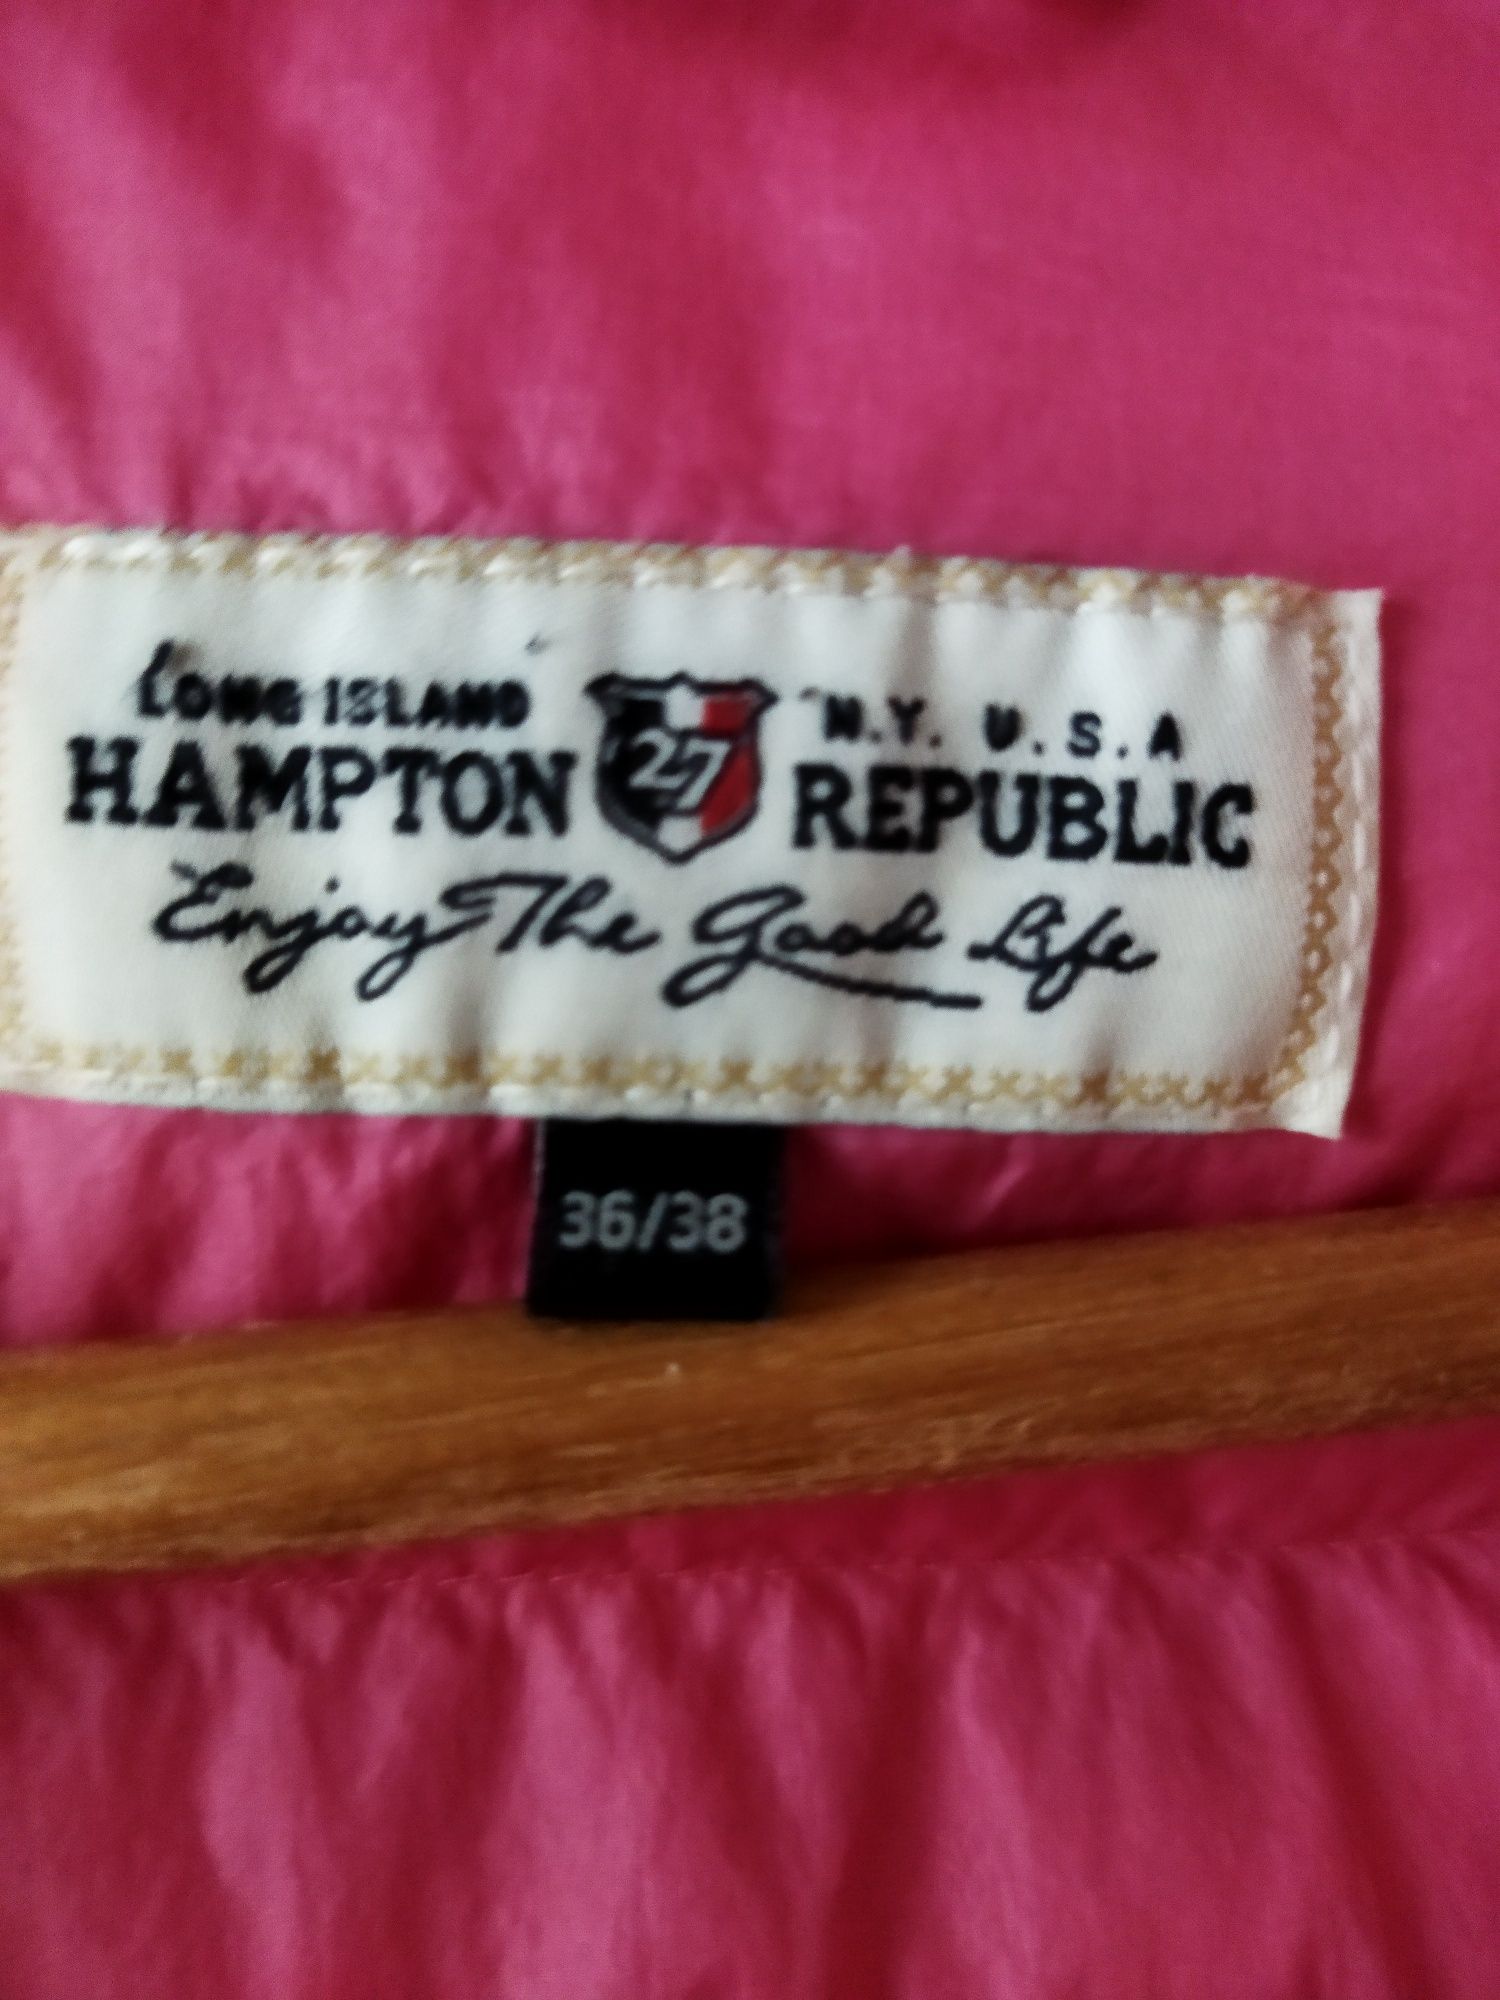 LONG ISLAND N.Y. U.S.A
HAMPTON 27 REPUBLIC
Enjoy The Good Life
36/38